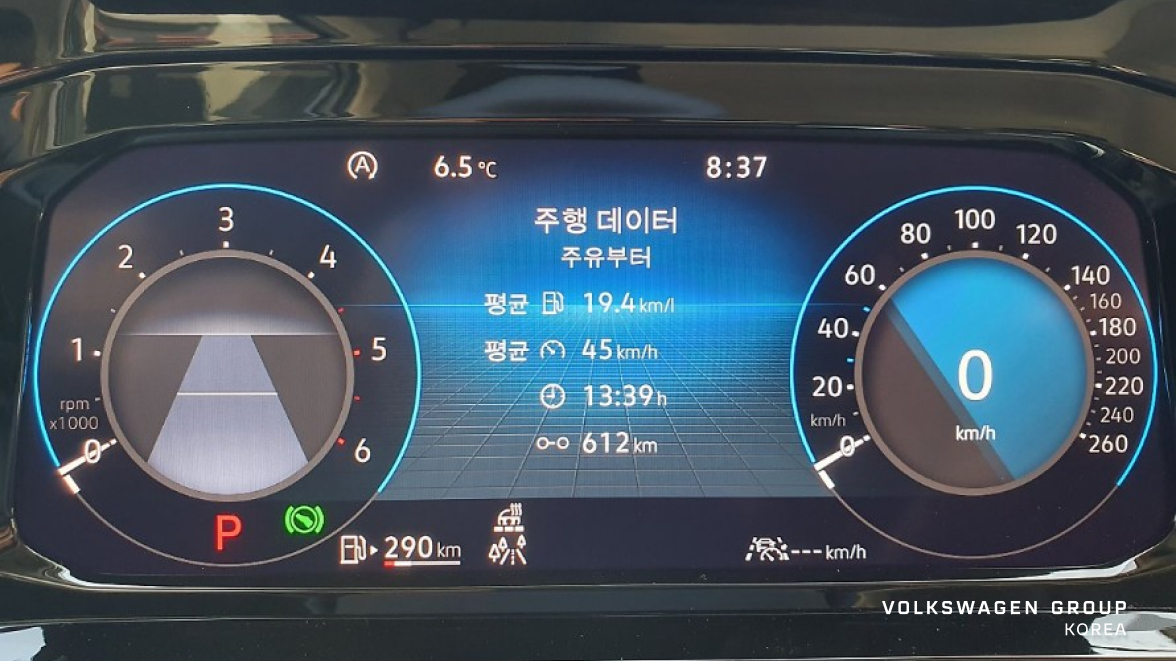 A 6.5 °C 8:37
주행 데이터
주유부터
평균 19.4 km/l
평균 45 km/h
13:39 h
612 km
0 1 2 3 4 5 6
rpm
x1000
0 20 40 60 80 100 120 140 160 180 200 220 240 260
km/h
0
km/h
P
290 km
--- km/h
VOLKSWAGEN GROUP
KOREA